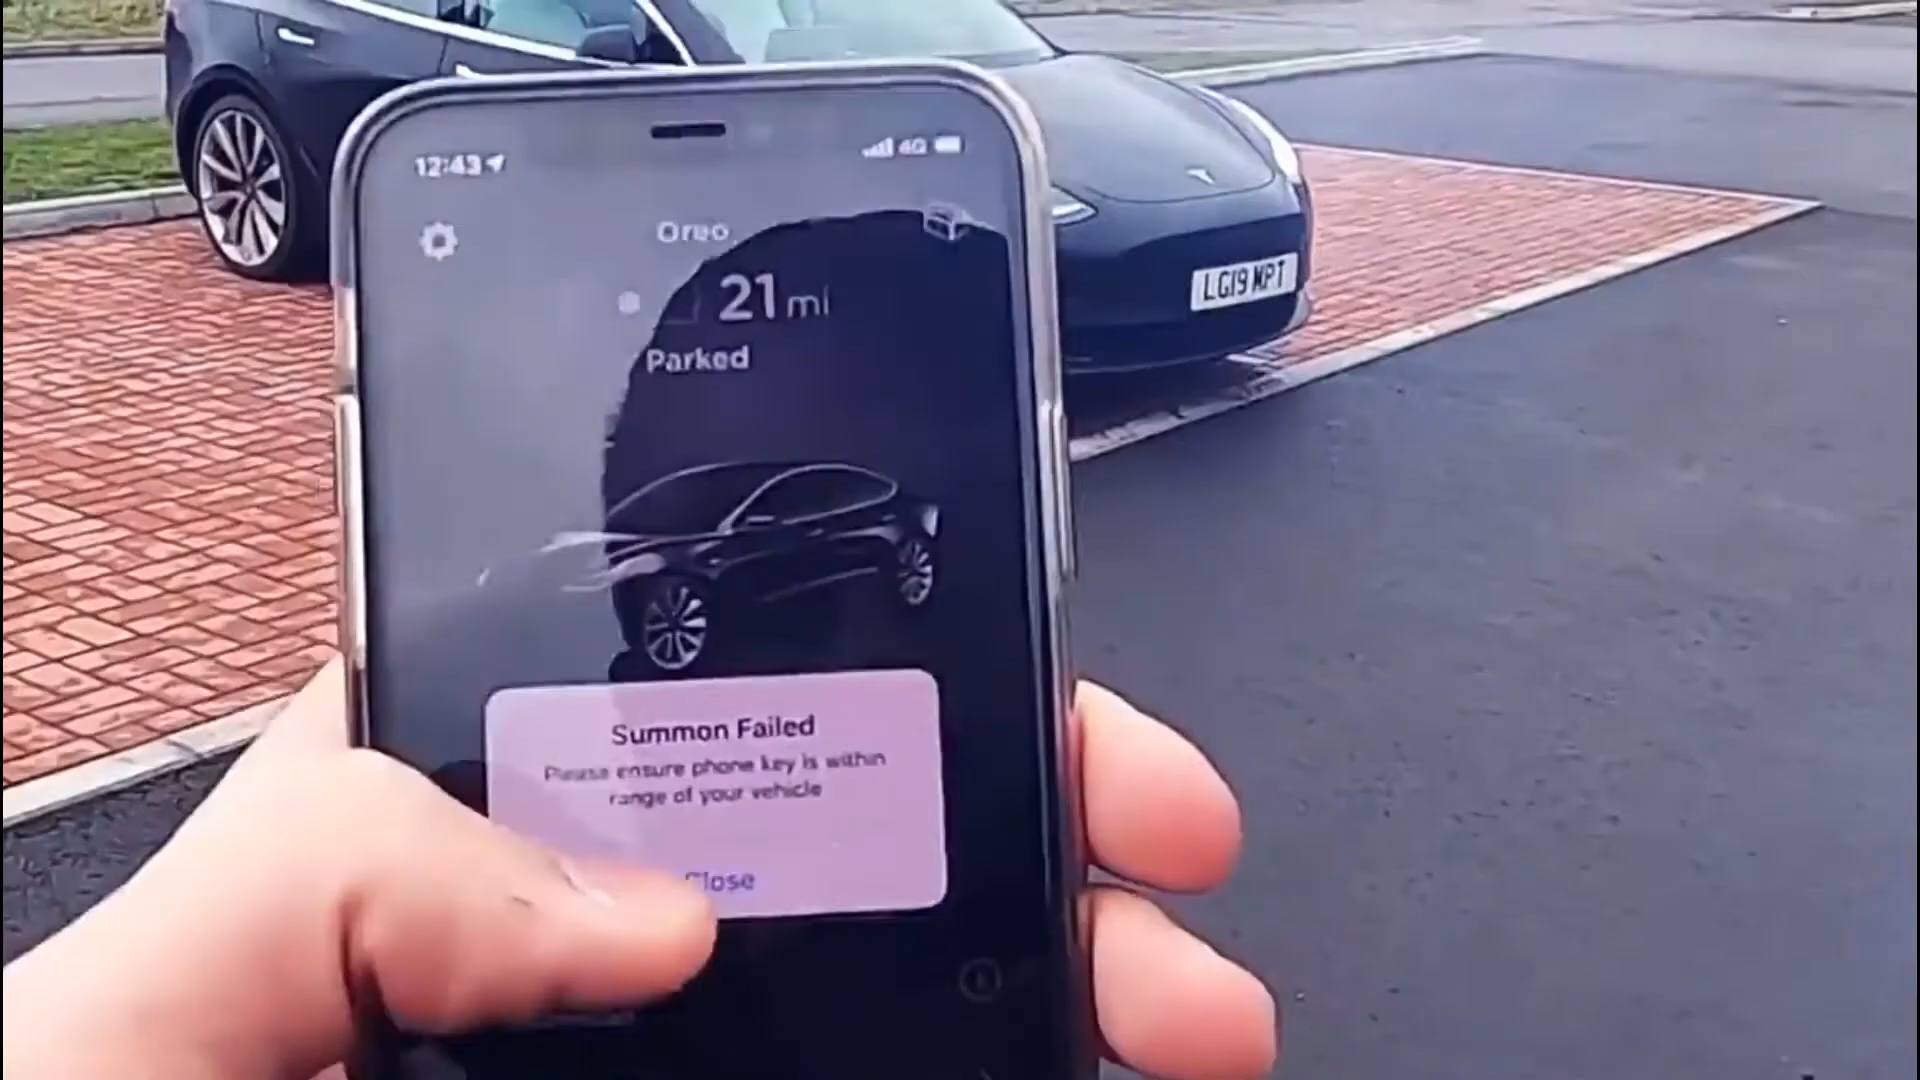 12:43
4G
Oreo
21 mi
Parked
LG19 MPT
Summon Failed
Please ensure phone key is within
range of your vehicle
Close